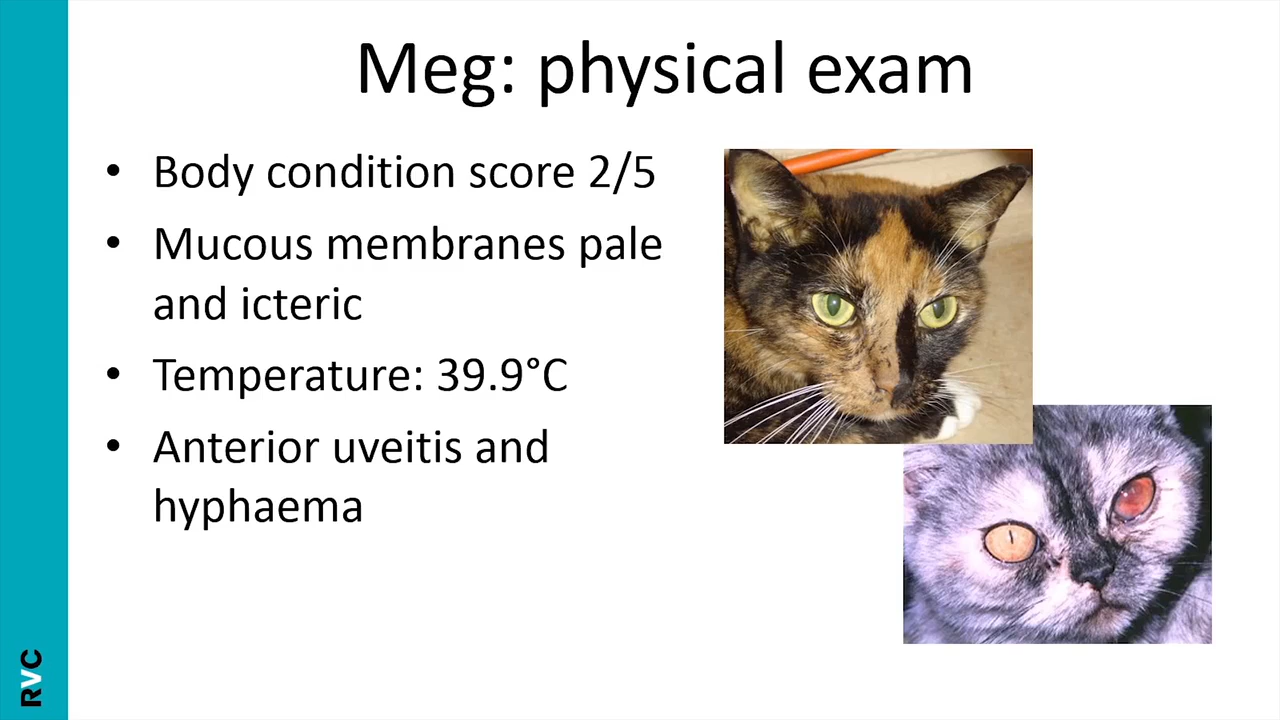 Meg: physical exam
• Body condition score 2/5
• Mucous membranes pale
and icteric
• Temperature: 39.9°C
• Anterior uveitis and
hyphaema
RVC